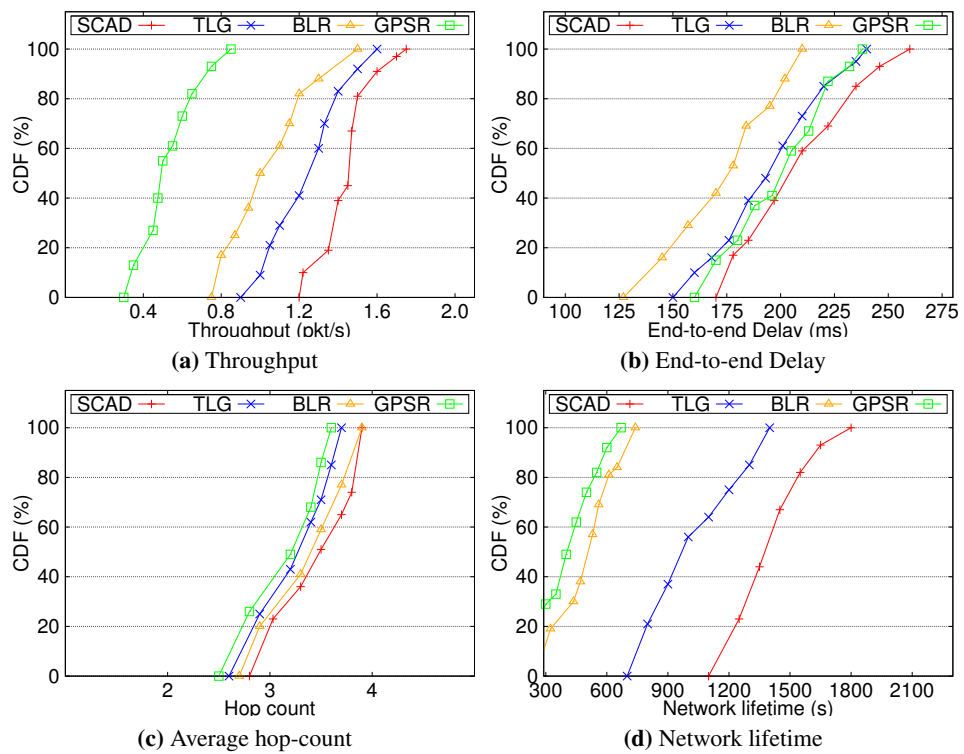 SCAD TLG BLR GPSR
100
80
60
40
20
0
CDF (%)
0.4 0.8 1.2 1.6 2.0
Throughput (pkt/s)
(a) Throughput
SCAD TLG BLR GPSR
100
80
60
40
20
0
CDF (%)
100 125 150 175 200 225 250 275
End-to-end Delay (ms)
(b) End-to-end Delay
SCAD TLG BLR GPSR
100
80
60
40
20
0
CDF (%)
2 3 4
Hop count
(c) Average hop-count
SCAD TLG BLR GPSR
100
80
60
40
20
0
CDF (%)
300 600 900 1200 1500 1800 2100
Network lifetime (s)
(d) Network lifetime